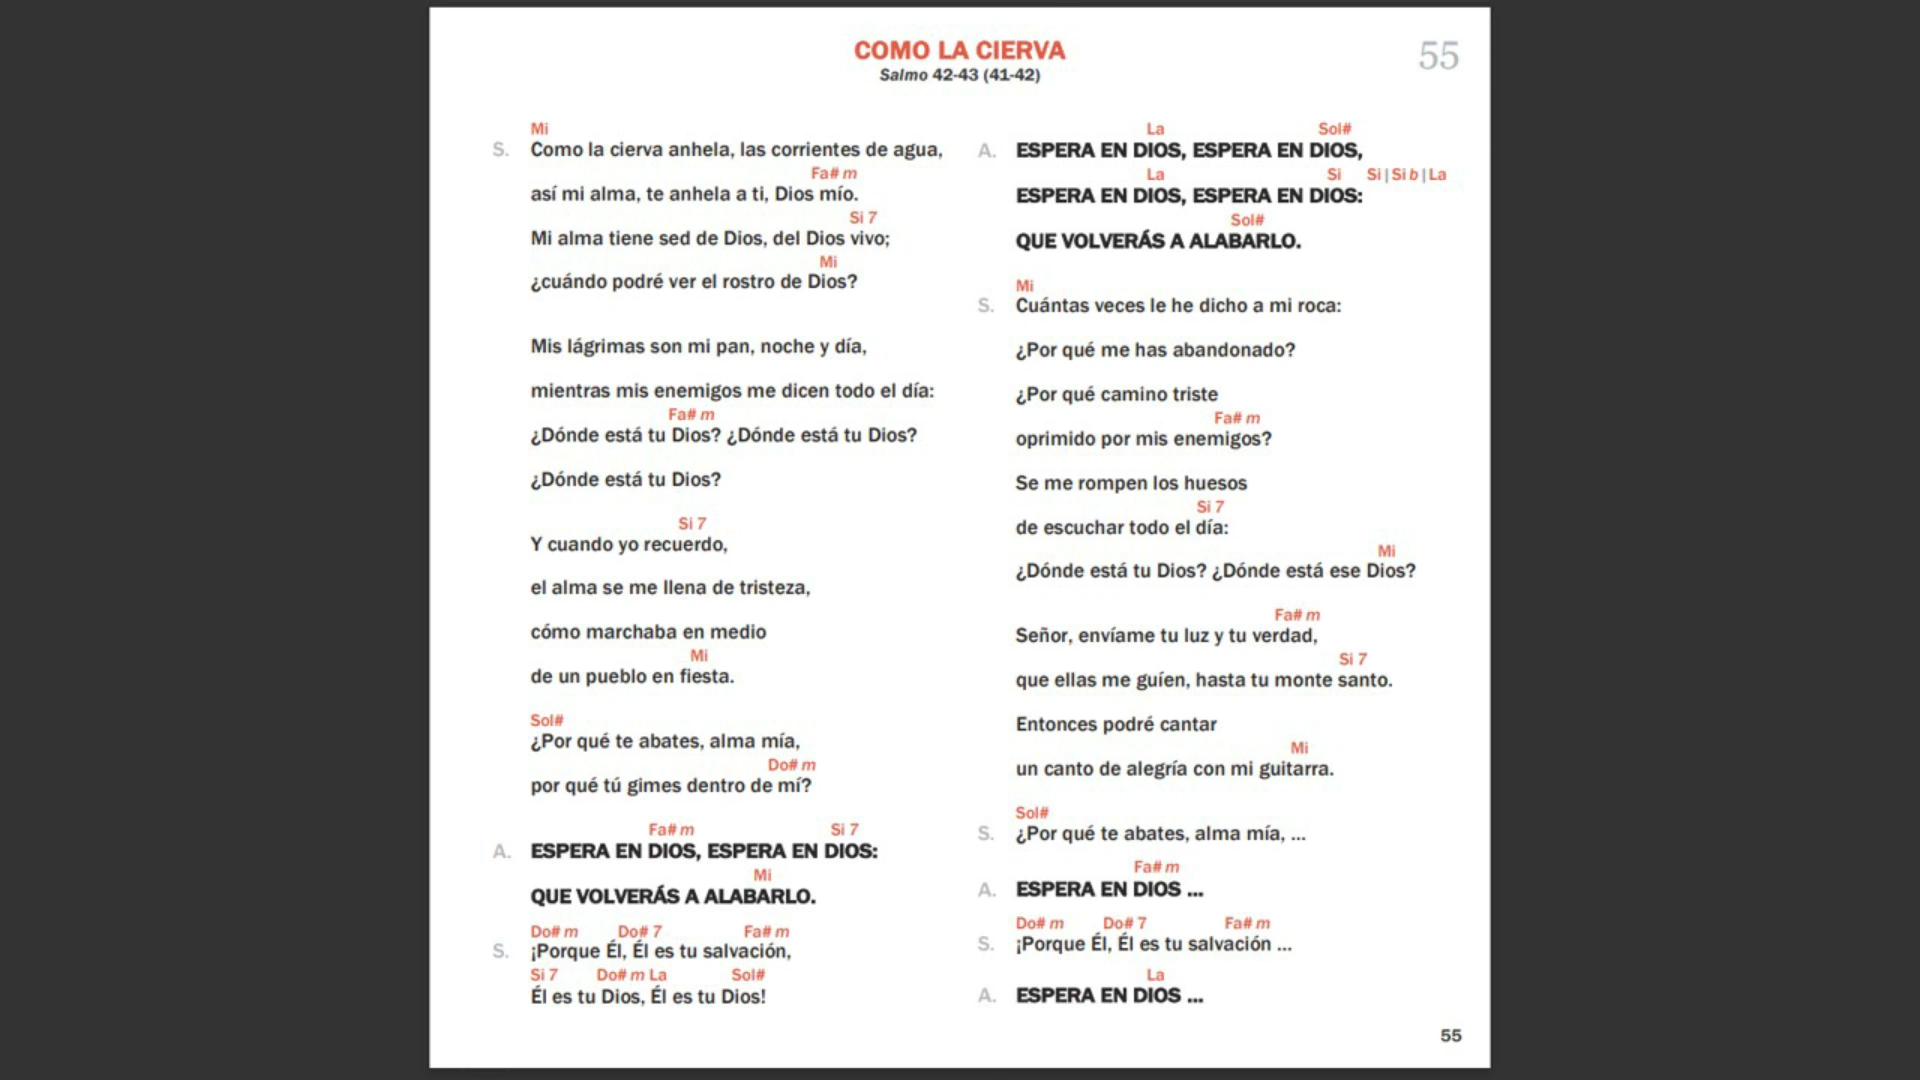 COMO LA CIERVA
Salmo 42-43 (41-42)
55
Mi
S. Como la cierva anhela, las corrientes de agua,
Fa# m
así mi alma, te anhela a ti, Dios mío.
Si 7
Mi alma tiene sed de Dios, del Dios vivo;
Mi
¿cuándo podré ver el rostro de Dios?
Mis lágrimas son mi pan, noche y día,
mientras mis enemigos me dicen todo el día:
Fa# m
¿Dónde está tu Dios? ¿Dónde está tu Dios?
¿Dónde está tu Dios?
Si 7
Y cuando yo recuerdo,
el alma se me llena de tristeza,
cómo marchaba en medio
Mi
de un pueblo en fiesta.
Sol#
¿Por qué te abates, alma mía,
Do# m
por qué tú gimes dentro de mí?
Fa# m Si 7
A. ESPERA EN DIOS, ESPERA EN DIOS:
Mi
QUE VOLVERÁS A ALABARLO.
Do# m Do# 7 Fa# m
S. ¡Porque Él, Él es tu salvación,
Si 7 Do# m La Sol#
Él es tu Dios, Él es tu Dios!
La Sol#
A. ESPERA EN DIOS, ESPERA EN DIOS,
La Si Si | Si b | La
ESPERA EN DIOS, ESPERA EN DIOS:
Sol#
QUE VOLVERÁS A ALABARLO.
Mi
S. Cuántas veces le he dicho a mi roca:
¿Por qué me has abandonado?
¿Por qué camino triste
Fa# m
oprimido por mis enemigos?
Se me rompen los huesos
Si 7
de escuchar todo el día:
Mi
¿Dónde está tu Dios? ¿Dónde está ese Dios?
Fa# m
Señor, envíame tu luz y tu verdad,
Si 7
que ellas me guíen, hasta tu monte santo.
Entonces podré cantar
Mi
un canto de alegría con mi guitarra.
Sol#
S. ¿Por qué te abates, alma mía, ...
Fa# m
A. ESPERA EN DIOS ...
Do# m Do# 7 Fa# m
S. ¡Porque Él, Él es tu salvación ...
La
A. ESPERA EN DIOS ...
55